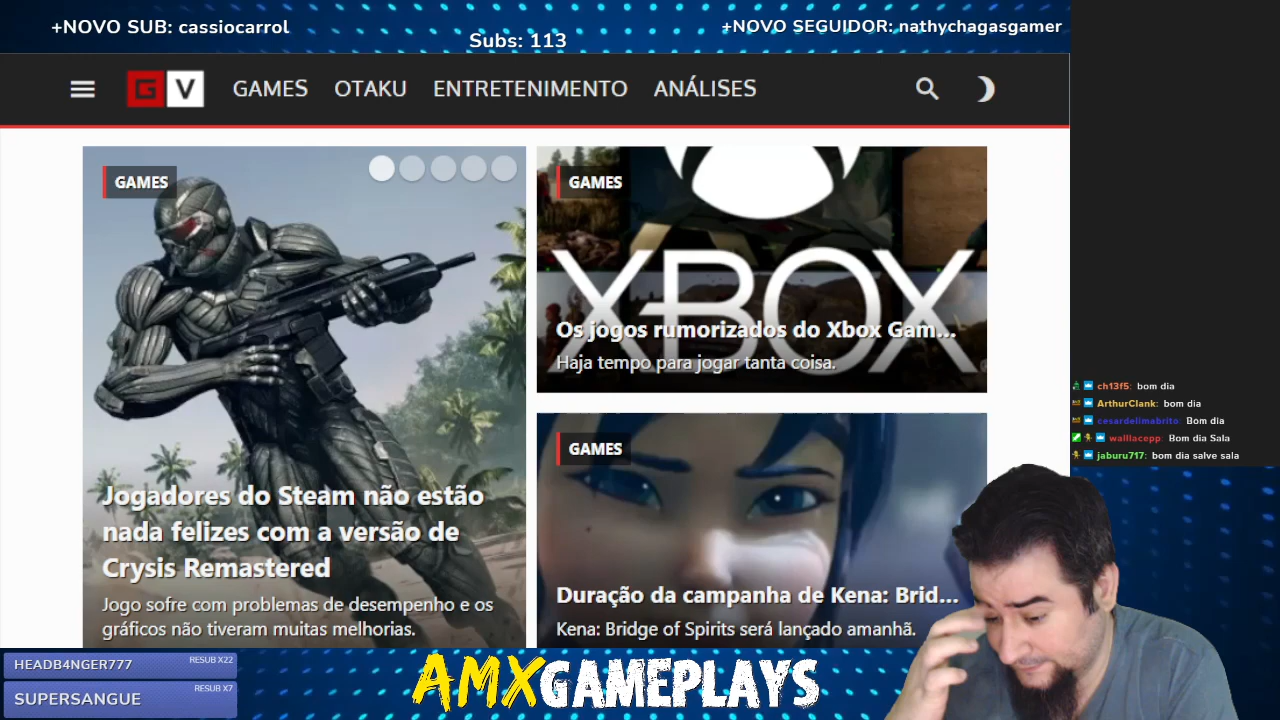 +NOVO SUB: cassiocarrol
Subs: 113
+NOVO SEGUIDOR: nathychagasgamer
G V
GAMES
OTAKU
ENTRETENIMENTO
ANÁLISES
GAMES
Jogadores do Steam não estão
nada felizes com a versão de
Crysis Remastered
Jogo sofre com problemas de desempenho e os
gráficos não tiveram muitas melhorias.
GAMES
XBOX
Os jogos rumorizados do Xbox Gam...
Haja tempo para jogar tanta coisa.
GAMES
Duração da campanha de Kena: Brid...
Kena: Bridge of Spirits será lançado amanhã.
ch13f5: bom dia
ArthurClank: bom dia
cesardelimabrito: Bom dia
walllacepp: Bom dia Sala
jaburu717: bom dia salve sala
HEADB4NGER777
RESUB X22
SUPERSANGUE
RESUB X7
AMXGAMEPLAYS